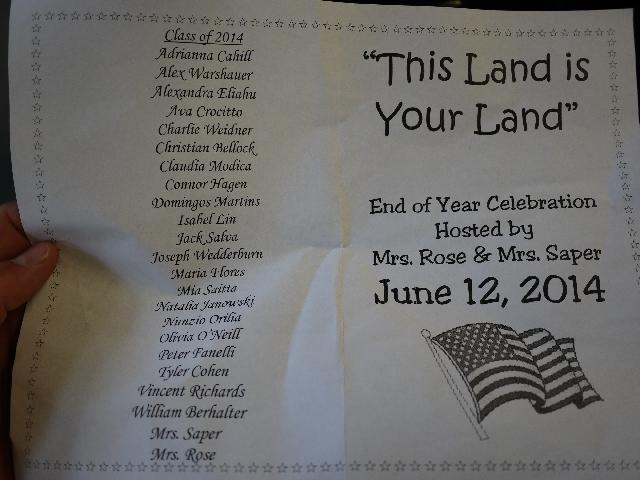 Class of 2014
Adrianna Cahill
Alex Warshauer
Alexandra Eliahu
Ava Crocitto
Charlie Weidner
Christian Bellock
Claudia Modica
Connor Hagen
Domingos Martins
Isabel Lin
Jack Salva
Joseph Wedderburn
Maria Flores
Mia Saitta
Natalia Janowski
Nunzio Orilia
Olivia O'Neill
Peter Fanelli
Tyler Cohen
Vincent Richards
William Berhalter
Mrs. Saper
Mrs. Rose
“This Land is
Your Land”
End of Year Celebration
Hosted by
Mrs. Rose & Mrs. Saper
June 12, 2014